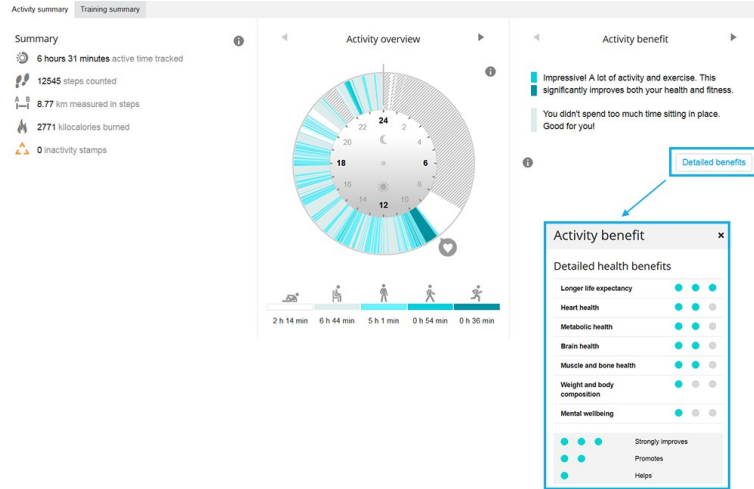 Activity summary
Training summary
Summary
6 hours 31 minutes active time tracked
12545 steps counted
A B
8.77 km measured in steps
2771 kilocalories burned
0 inactivity stamps
Activity overview
24
22
2
20
4
18
6
16
8
14
10
12
2 h 14 min
6 h 44 min
5 h 1 min
0 h 54 min
0 h 36 min
Activity benefit
Impressive! A lot of activity and exercise. This
significantly improves both your health and fitness.
You didn't spend too much time sitting in place.
Good for you!
Detailed benefits
Activity benefit
×
Detailed health benefits
Longer life expectancy
Heart health
Metabolic health
Brain health
Muscle and bone health
Weight and body
composition
Mental wellbeing
Strongly improves
Promotes
Helps